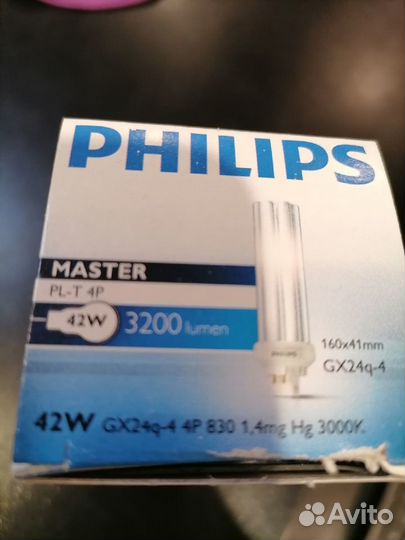 PHILIPS
MASTER
PL-T 4P
42W 3200 lumen
PHILIPS
160x41mm
GX24q-4
42W GX24q-4 4P 830 1,4mg Hg 3000K
Avito